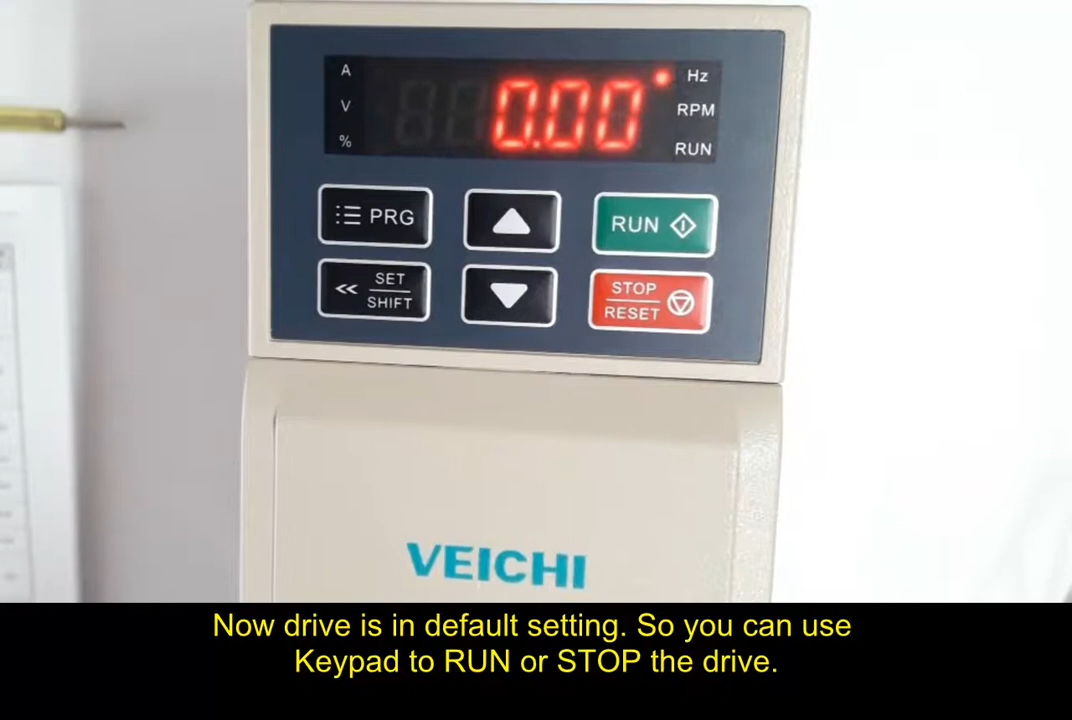 A
V
%
0.00
Hz
RPM
RUN
PRG
RUN
SET
SHIFT
STOP
RESET
VEICHI
Now drive is in default setting. So you can use
Keypad to RUN or STOP the drive.